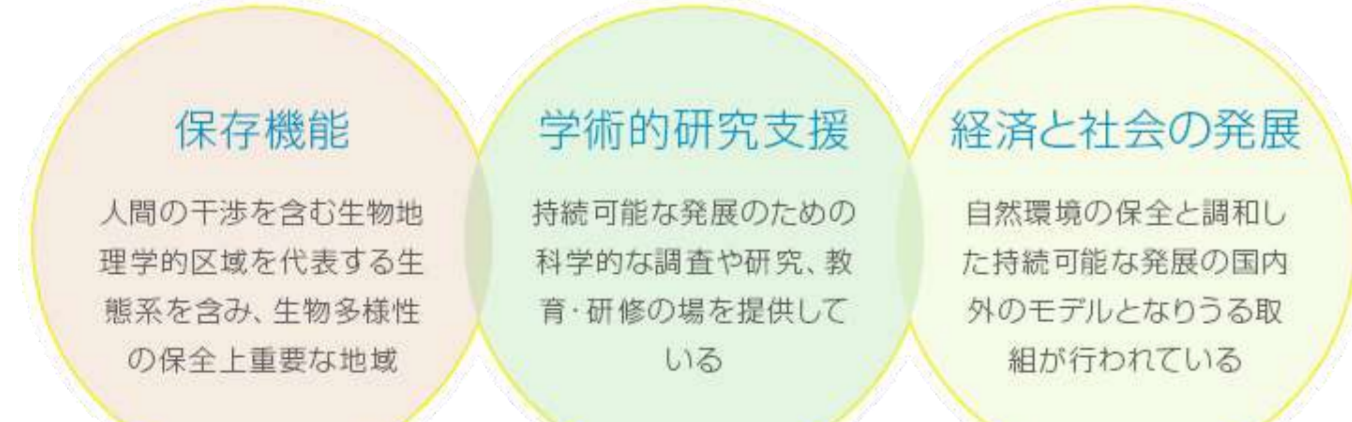 保存機能
人間の干渉を含む生物地
理学的区域を代表する生
態系を含み、生物多様性
の保全上重要な地域
学術的研究支援
持続可能な発展のための
科学的な調査や研究、教
育・研修の場を提供して
いる
経済と社会の発展
自然環境の保全と調和し
た持続可能な発展の国内
外のモデルとなりうる取
組が行われている